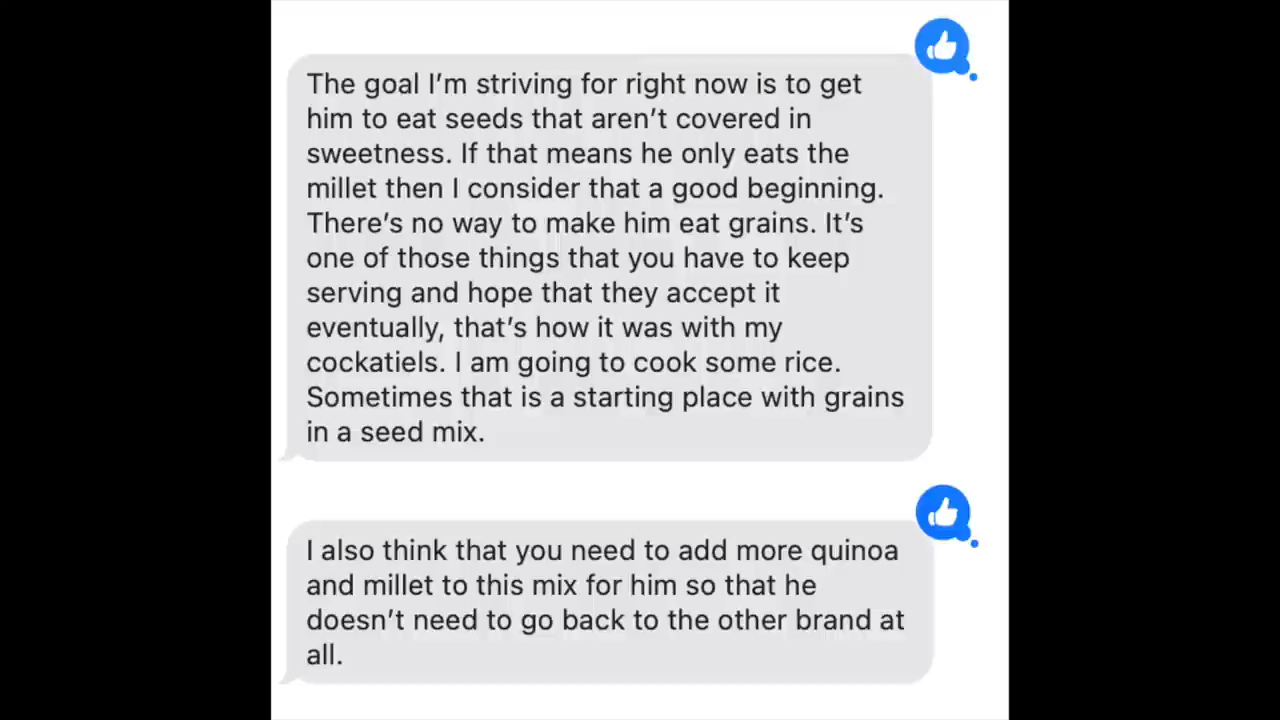 The goal I'm striving for right now is to get
him to eat seeds that aren't covered in
sweetness. If that means he only eats the
millet then I consider that a good beginning.
There's no way to make him eat grains. It's
one of those things that you have to keep
serving and hope that they accept it
eventually, that's how it was with my
cockatiels. I am going to cook some rice.
Sometimes that is a starting place with grains
in a seed mix.
I also think that you need to add more quinoa
and millet to this mix for him so that he
doesn't need to go back to the other brand at
all.